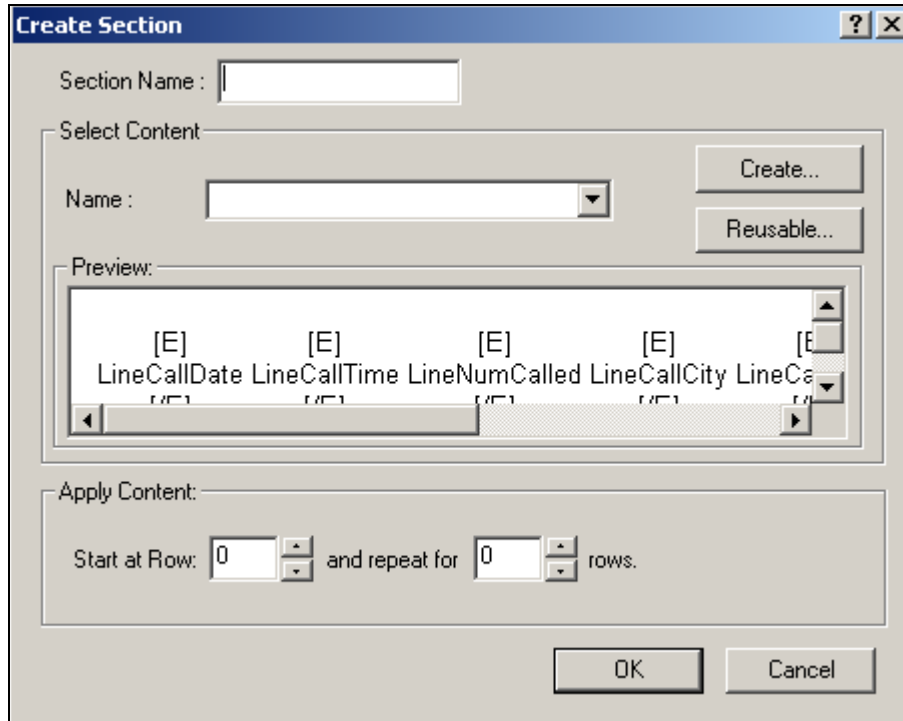 Create Section
Section Name :
Select Content
Name :
Create...
Reusable...
Preview:
[E] [E] [E] [E]
LineCallDate LineCallTime LineNumCalled LineCallCity
[/E] [/E] [/E] [/E]
Apply Content:
Start at Row: 0 and repeat for 0 rows.
OK Cancel